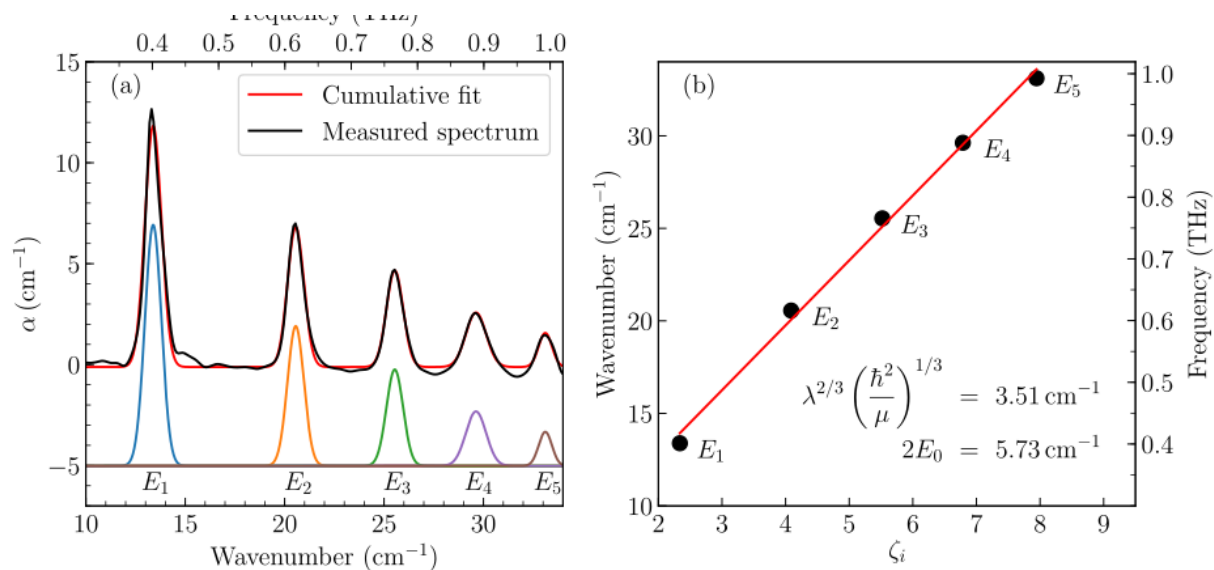 Frequency (THz)
0.4 0.5 0.6 0.7 0.8 0.9 1.0
(a)
Cumulative fit
Measured spectrum
15
10
5
0
−5
α (cm⁻¹)
E₁ E₂ E₃ E₄ E₅
10 15 20 25 30
Wavenumber (cm⁻¹)
(b)
Wavenumber (cm⁻¹)
30
25
20
15
10
E₅
E₄
E₃
E₂
E₁
λ^{2/3} (ħ²/μ)^{1/3} = 3.51 cm⁻¹
2E₀ = 5.73 cm⁻¹
2 3 4 5 6 7 8 9
ζᵢ
1.0
0.9
0.8
0.7
0.6
0.5
0.4
Frequency (THz)